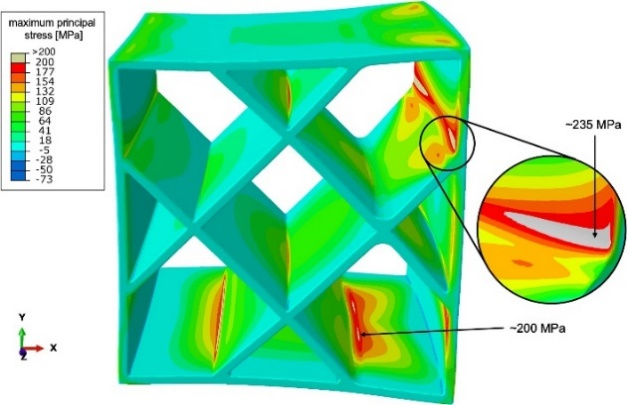 maximum principal
stress [MPa]
>200
200
177
154
132
109
86
64
41
18
-5
-28
-50
-73
~235 MPa
~200 MPa
Y
X
Z